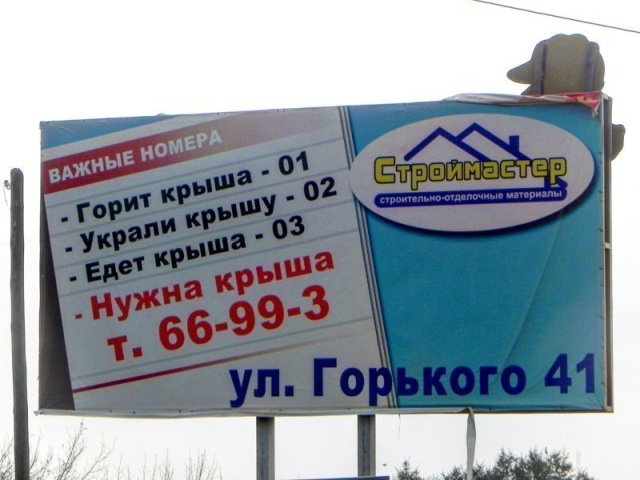 ВАЖНЫЕ НОМЕРА
- Горит крыша - 01
- Украли крышу - 02
- Едет крыша - 03
- Нужна крыша
т. 66-99-3
Строймастер
строительно-отделочные материалы
ул. Горького 41